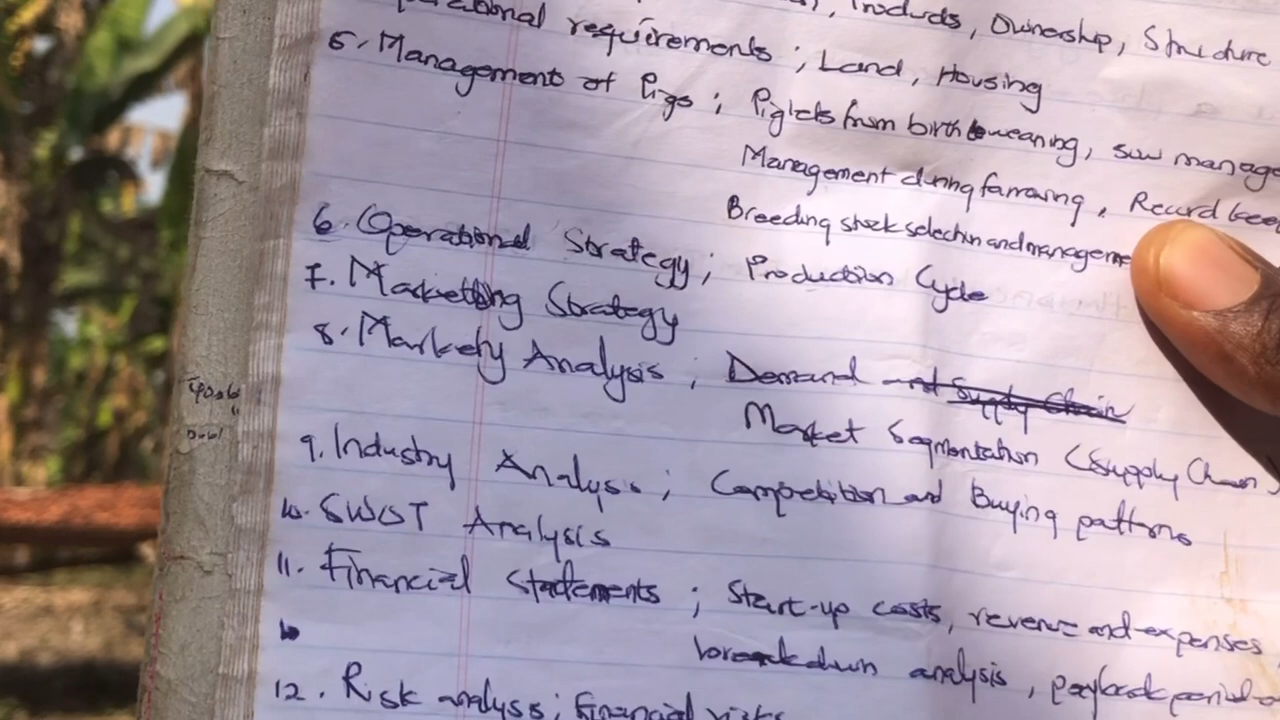 Products, Ownership, Structure
requirements; Land, Housing
5. Management of Pigs; Piglets from birth to weaning, sow manage
Management during farrowing, Record kee
Breeding stock selection and manageme
6. Operational Strategy; Production Cycle
7. Marketing Strategy
8. Market Analysis; Demand and Supply Chain
Market Segmentation (Supply Chain)
9. Industry Analysis; Competition and Buying patterns
10. SWOT Analysis
11. Financial Statements; Start-up costs, revenue and expenses
breakdown analysis, payback period
12. Risk analysis; Financial risks